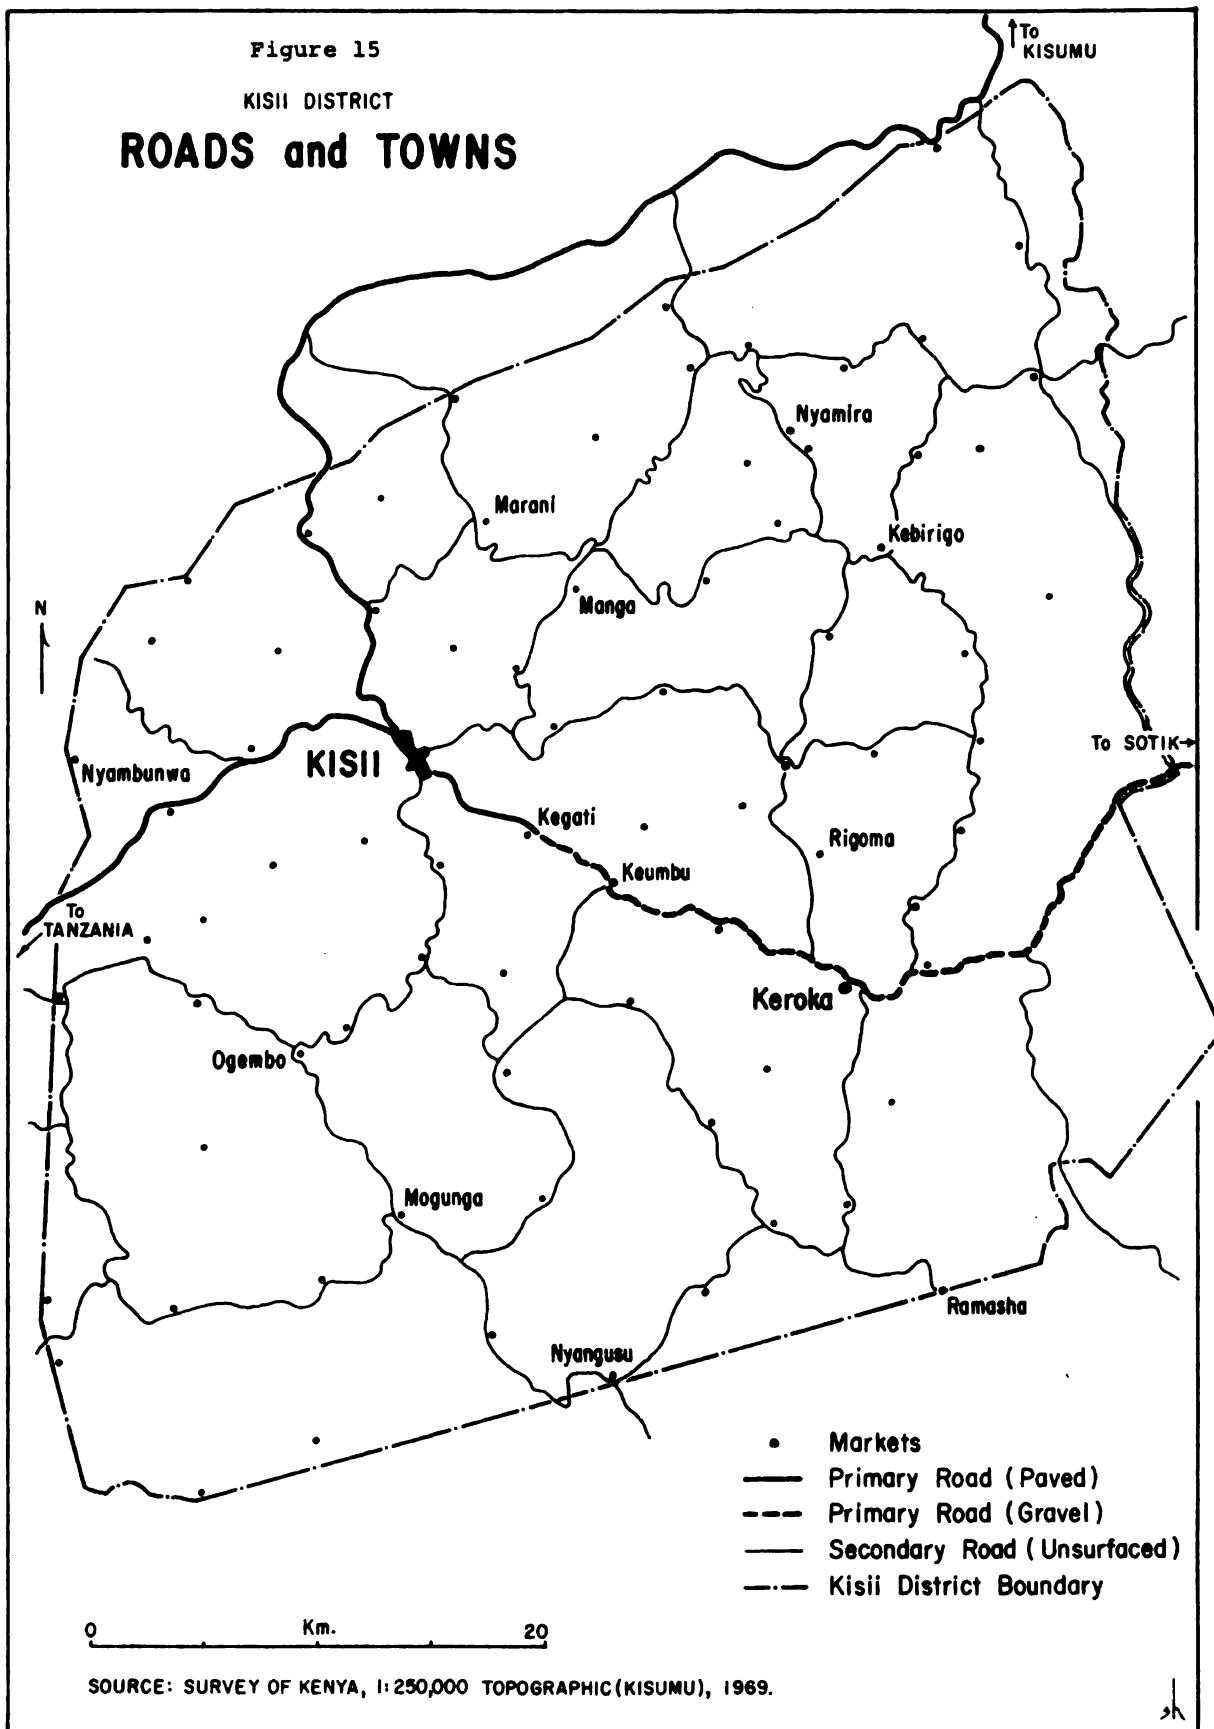 Figure 15
KISII DISTRICT
ROADS and TOWNS
To
KISUMU
Nyamira
Marani
Kebirigo
N
Manga
To SOTIK
Nyambunwa
KISII
Kegati
Rigoma
Keumbu
To
TANZANIA
Keroka
Ogembo
Mogunga
Ramasha
Nyangusu
Markets
Primary Road (Paved)
Primary Road (Gravel)
Secondary Road (Unsurfaced)
Kisii District Boundary
0 Km. 20
SOURCE: SURVEY OF KENYA, 1:250,000 TOPOGRAPHIC (KISUMU), 1969.
sh